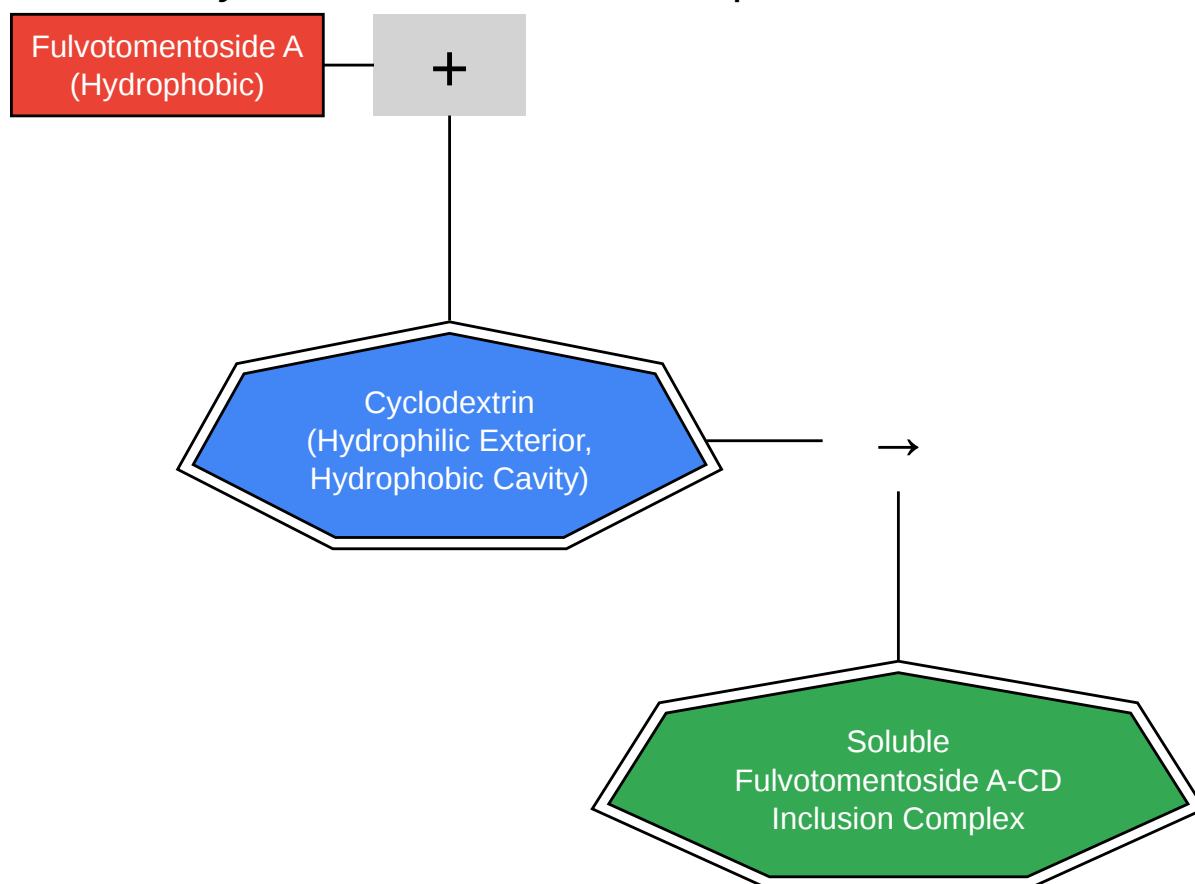 Fulvotomentoside A
(Hydrophobic)
+
Cyclodextrin
(Hydrophilic Exterior,
Hydrophobic Cavity)
→
Soluble
Fulvotomentoside A-CD
Inclusion Complex